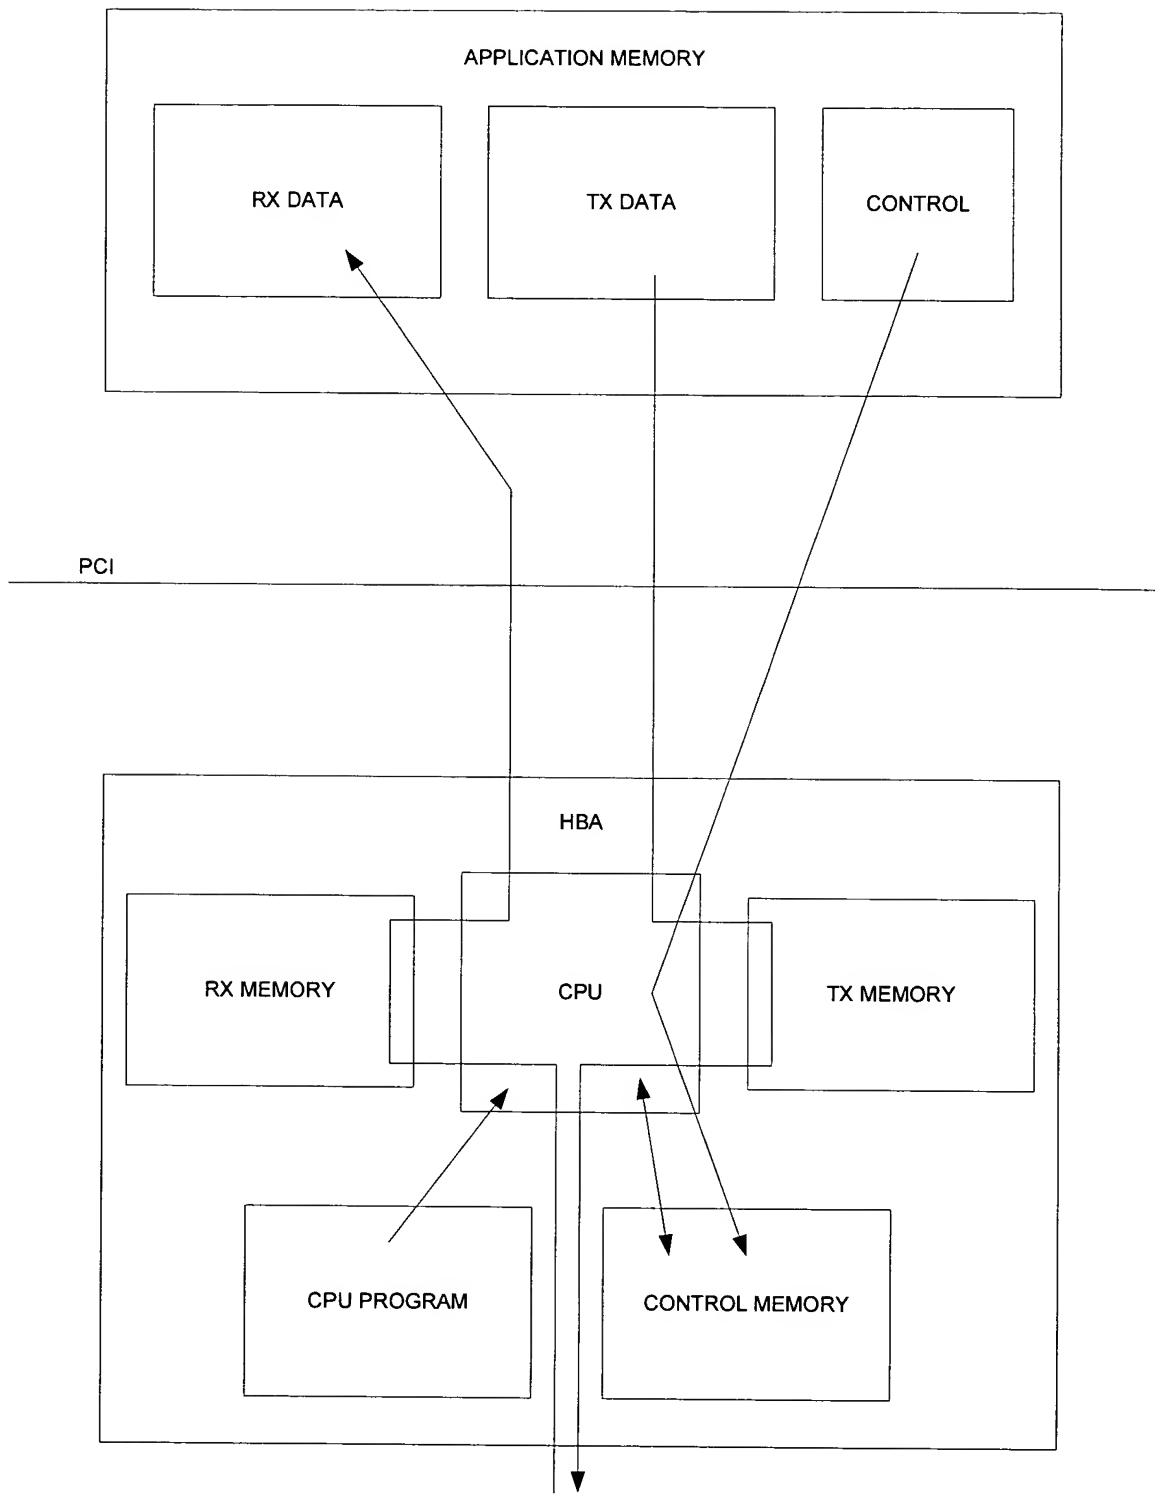 APPLICATION MEMORY
RX DATA
TX DATA
CONTROL
PCI
HBA
RX MEMORY
CPU
TX MEMORY
CPU PROGRAM
CONTROL MEMORY